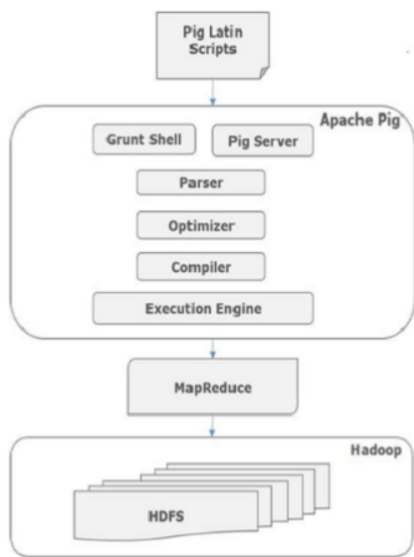 Pig Latin
Scripts
Apache Pig
Grunt Shell
Pig Server
Parser
Optimizer
Compiler
Execution Engine
MapReduce
Hadoop
HDFS